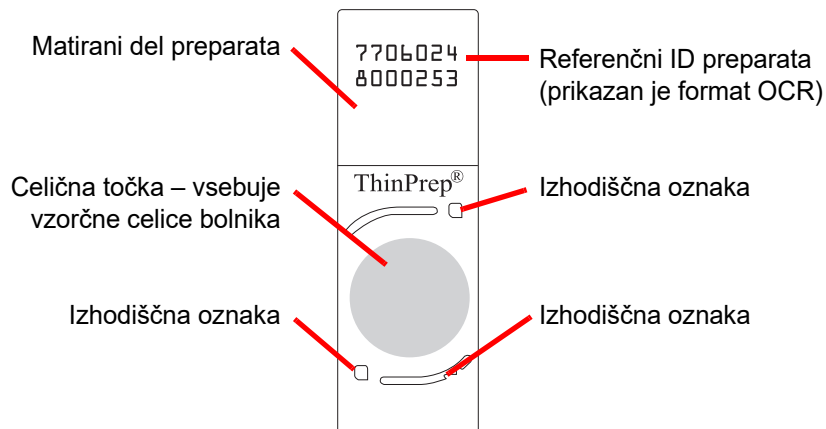 Matirani del preparata
7706024
8000253
Referenčni ID preparata
(prikazan je format OCR)
ThinPrep®
Celična točka – vsebuje
vzorčne celice bolnika
Izhodiščna oznaka
Izhodiščna oznaka
Izhodiščna oznaka